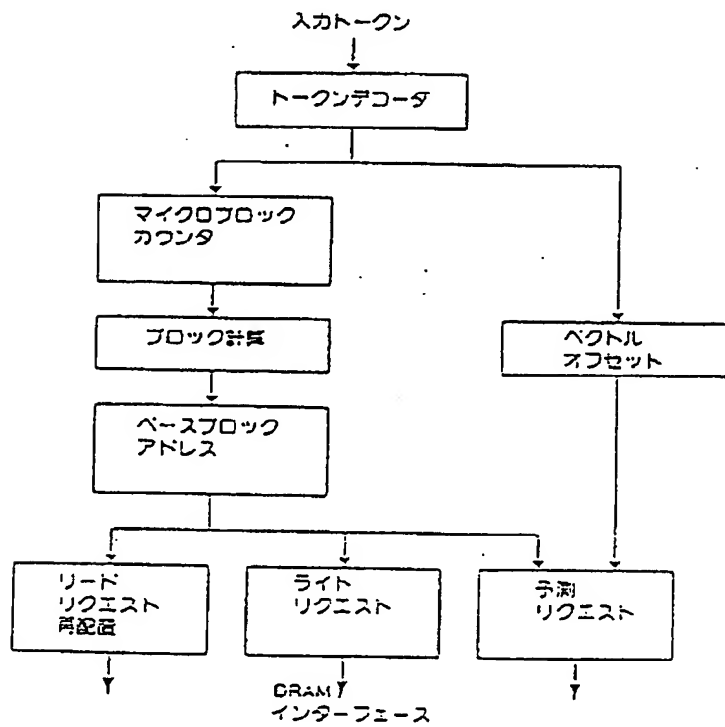 入力トークン
トークンデコーダ
マイクロブロック
カウンタ
ブロック計算
ベクトル
オフセット
ベースブロック
アドレス
リード
リクエスト
再配置
ライト
リクエスト
予測
リクエスト
DRAM
インターフェース